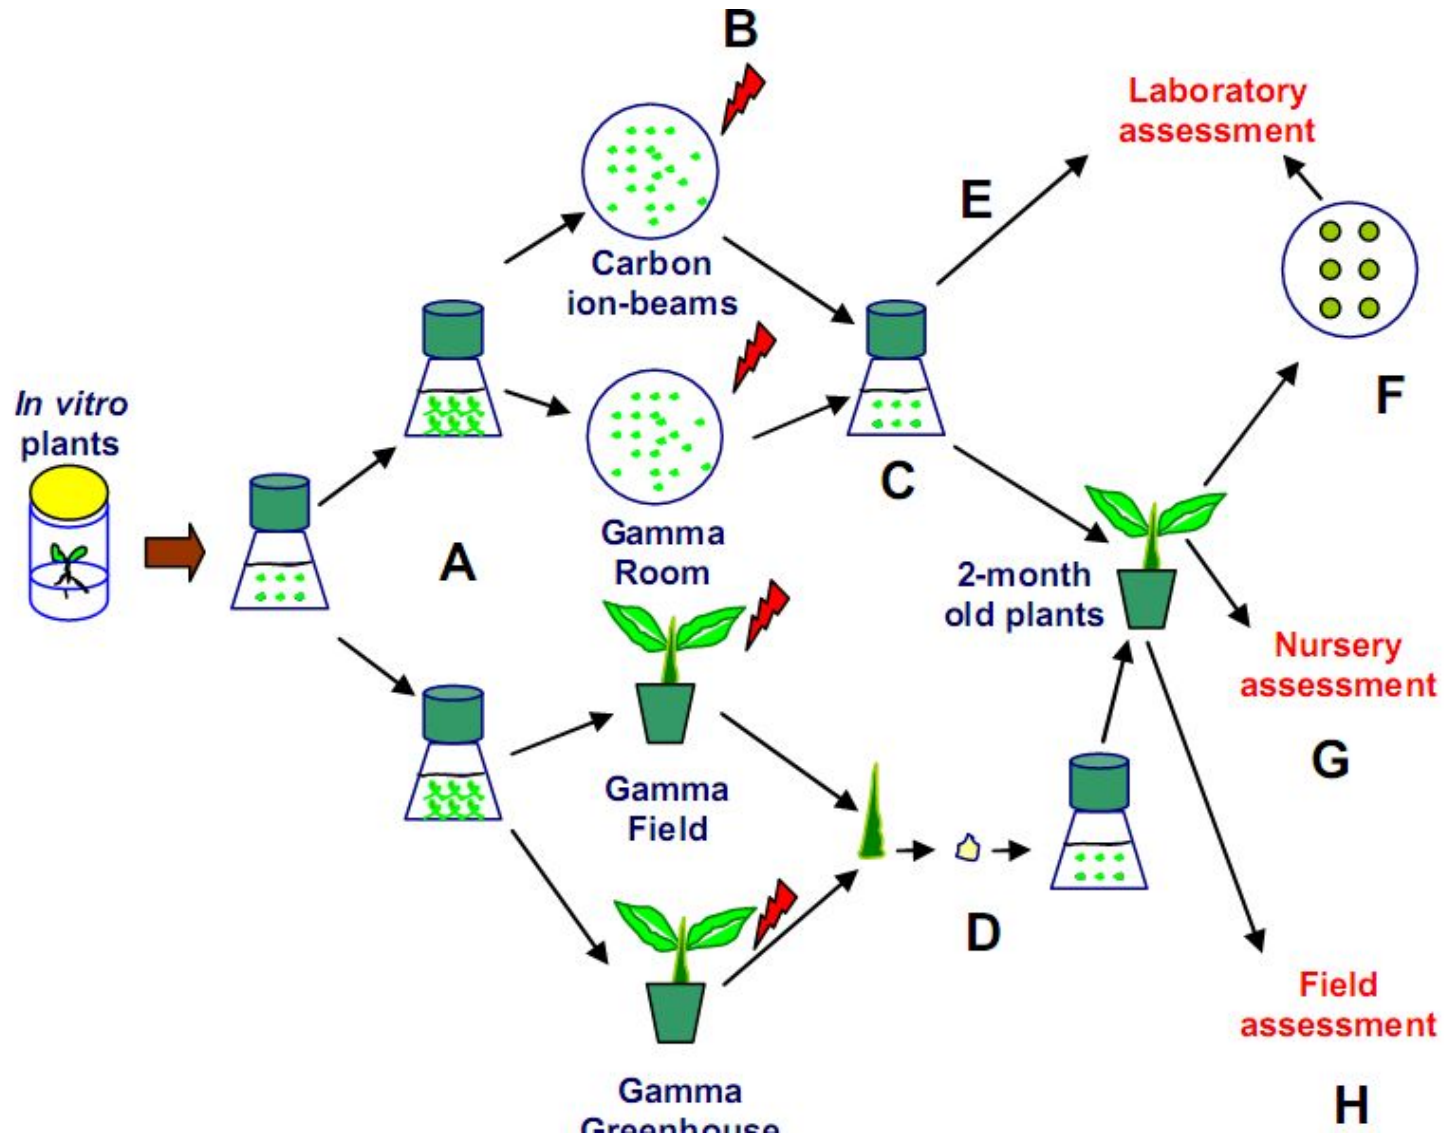 B
Laboratory
assessment
E
Carbon
ion-beams
In vitro
plants
F
C
Gamma
Room
A
2-month
old plants
Nursery
assessment
G
Gamma
Field
D
Field
assessment
Gamma
Greenhouse
H